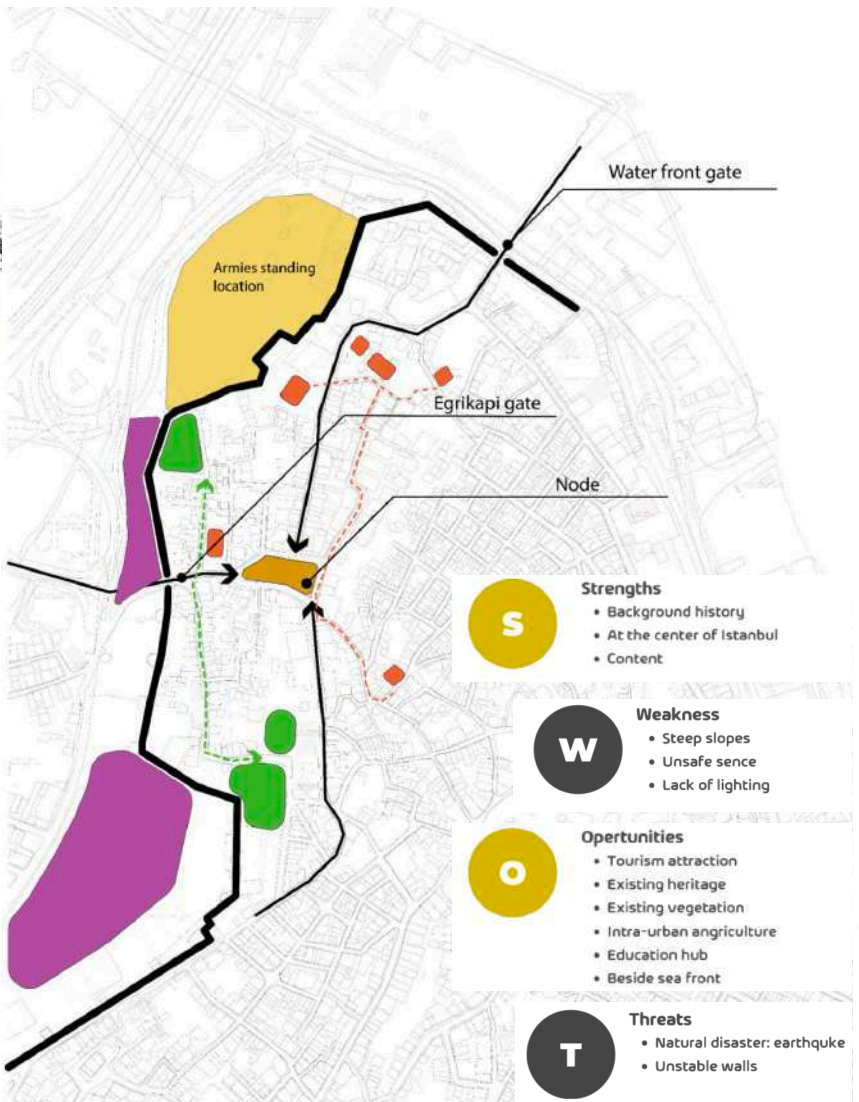 Water front gate
Armies standing
location
Egrikapi gate
Node
S
Strengths
• Background history
• At the center of Istanbul
• Content
W
Weakness
• Steep slopes
• Unsafe sence
• Lack of lighting
O
Opertunities
• Tourism attraction
• Existing heritage
• Existing vegetation
• Intra-urban angriculture
• Education hub
• Beside sea front
T
Threats
• Natural disaster: earthquke
• Unstable walls